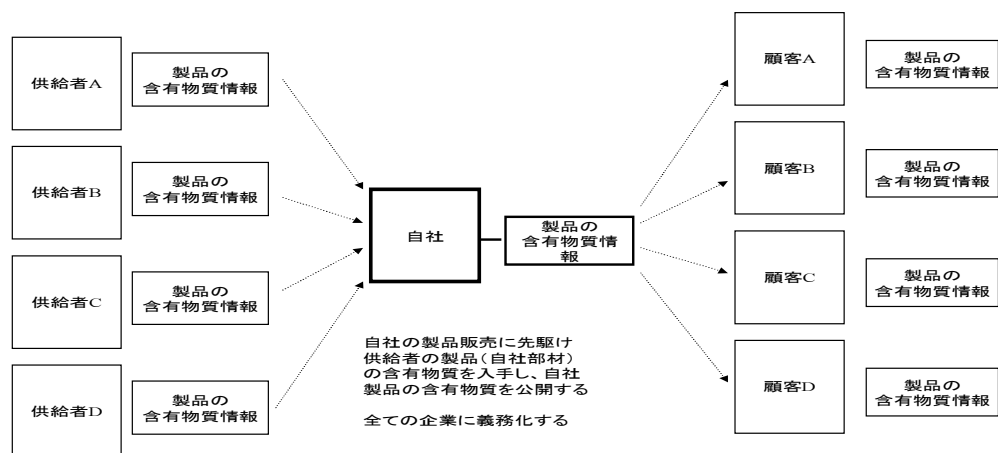 供給者A
製品の
含有物質情報
供給者B
製品の
含有物質情報
供給者C
製品の
含有物質情報
供給者D
製品の
含有物質情報
自社
製品の
含有物質情
報
自社の製品販売に先駆け
供給者の製品（自社部材）
の含有物質を入手し、自社
製品の含有物質を公開する
全ての企業に義務化する
顧客A
製品の
含有物質情報
顧客B
製品の
含有物質情報
顧客C
製品の
含有物質情報
顧客D
製品の
含有物質情報